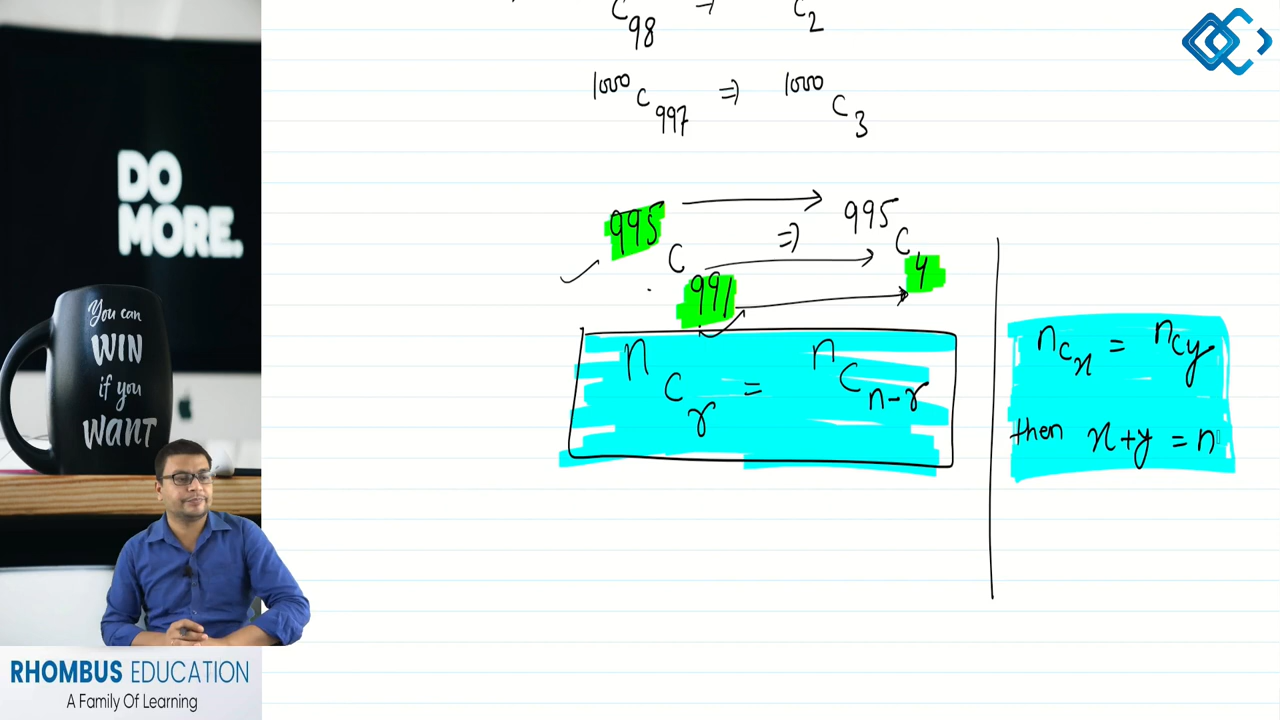 DO
MORE.
You can
WIN
if you
WANT
RHOMBUS EDUCATION
A Family Of Learning
C₉₈ ⇒ C₂
¹⁰⁰⁰C₉₉₇ ⇒ ¹⁰⁰⁰C₃
⁹⁹⁵C₉₉₁ ⇒ ⁹⁹⁵C₄
ⁿCᵣ = ⁿCₙ₋ᵣ
ⁿCₓ = ⁿCy
then x+y = n